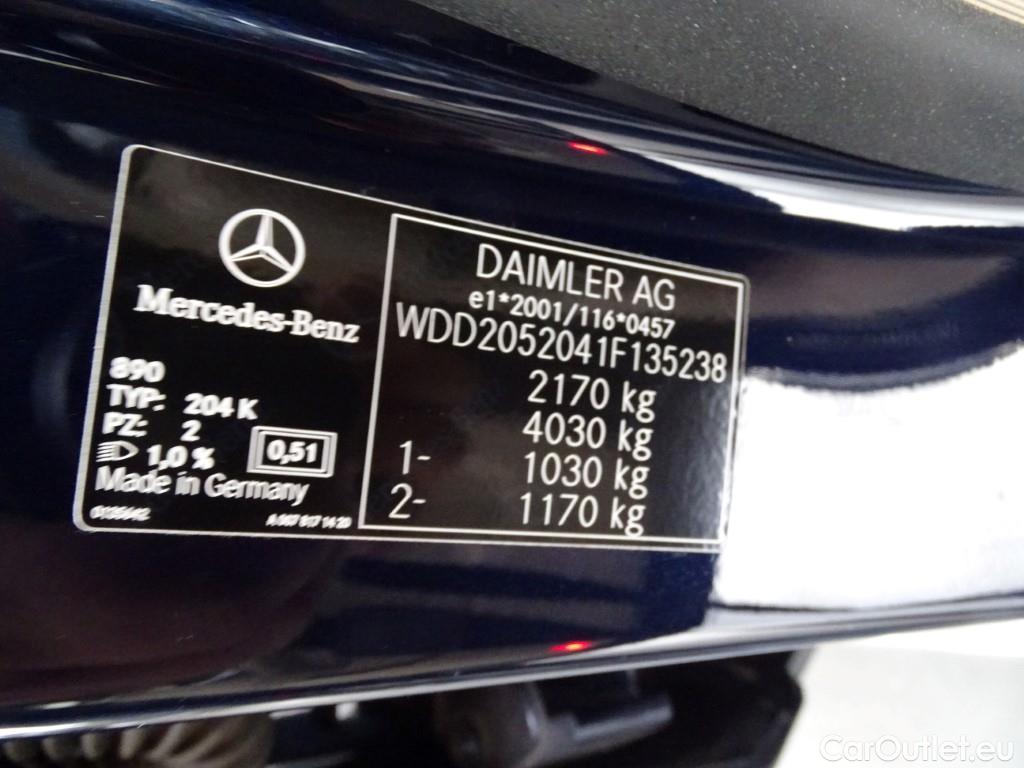 Mercedes-Benz
890
TYP: 204 K
PZ: 2
1,0 %
0,51
Made in Germany
DAIMLER AG
e1*2001/116*0457
WDD2052041F135238
2170 kg
4030 kg
1- 1030 kg
2- 1170 kg
CarOutlet.eu